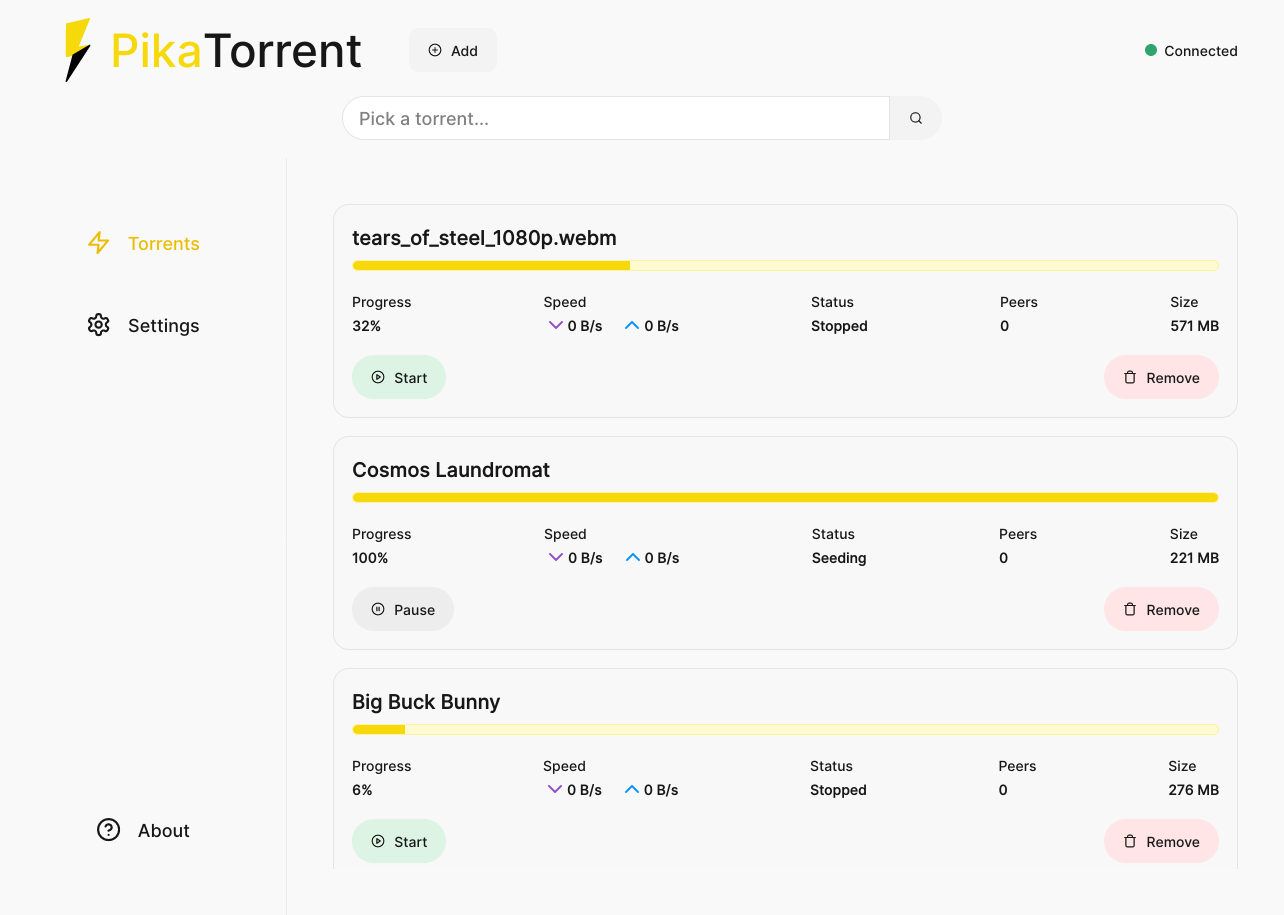 PikaTorrent
Add
Connected
Pick a torrent...
Torrents
Settings
About
tears_of_steel_1080p.webm
Progress Speed Status Peers Size
32% 0 B/s 0 B/s Stopped 0 571 MB
Start Remove
Cosmos Laundromat
Progress Speed Status Peers Size
100% 0 B/s 0 B/s Seeding 0 221 MB
Pause Remove
Big Buck Bunny
Progress Speed Status Peers Size
6% 0 B/s 0 B/s Stopped 0 276 MB
Start Remove